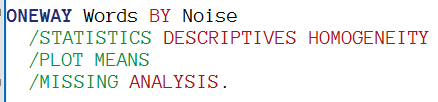 ONEWAY Words BY Noise
/STATISTICS DESCRIPTIVES HOMOGENEITY
/PLOT MEANS
/MISSING ANALYSIS.